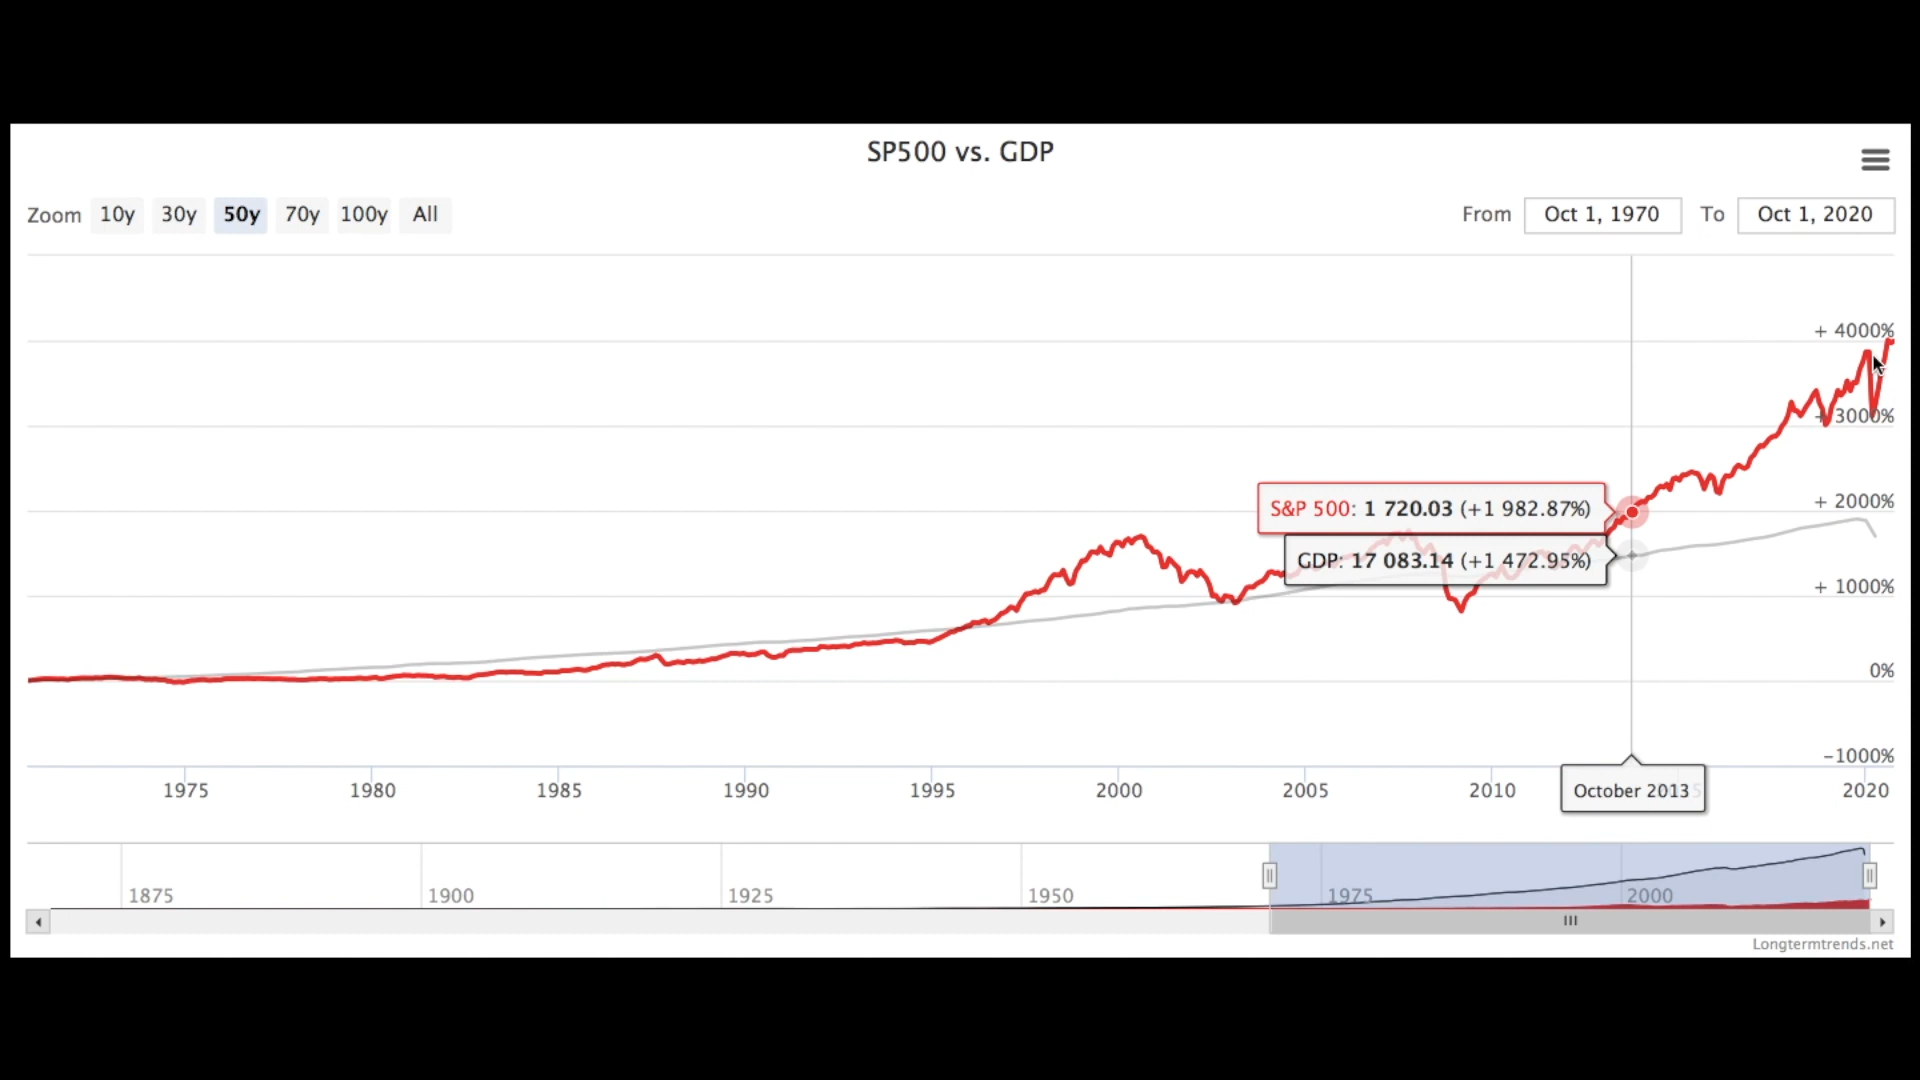 SP500 vs. GDP
Zoom 10y 30y 50y 70y 100y All From Oct 1, 1970 To Oct 1, 2020
+ 4000%
+ 3000%
+ 2000%
S&P 500: 1 720.03 (+1 982.87%)
GDP: 17 083.14 (+1 472.95%)
+ 1000%
0%
−1000%
1975 1980 1985 1990 1995 2000 2005 2010 October 2013 2020
1875 1900 1925 1950 1975 2000
Longtermtrends.net